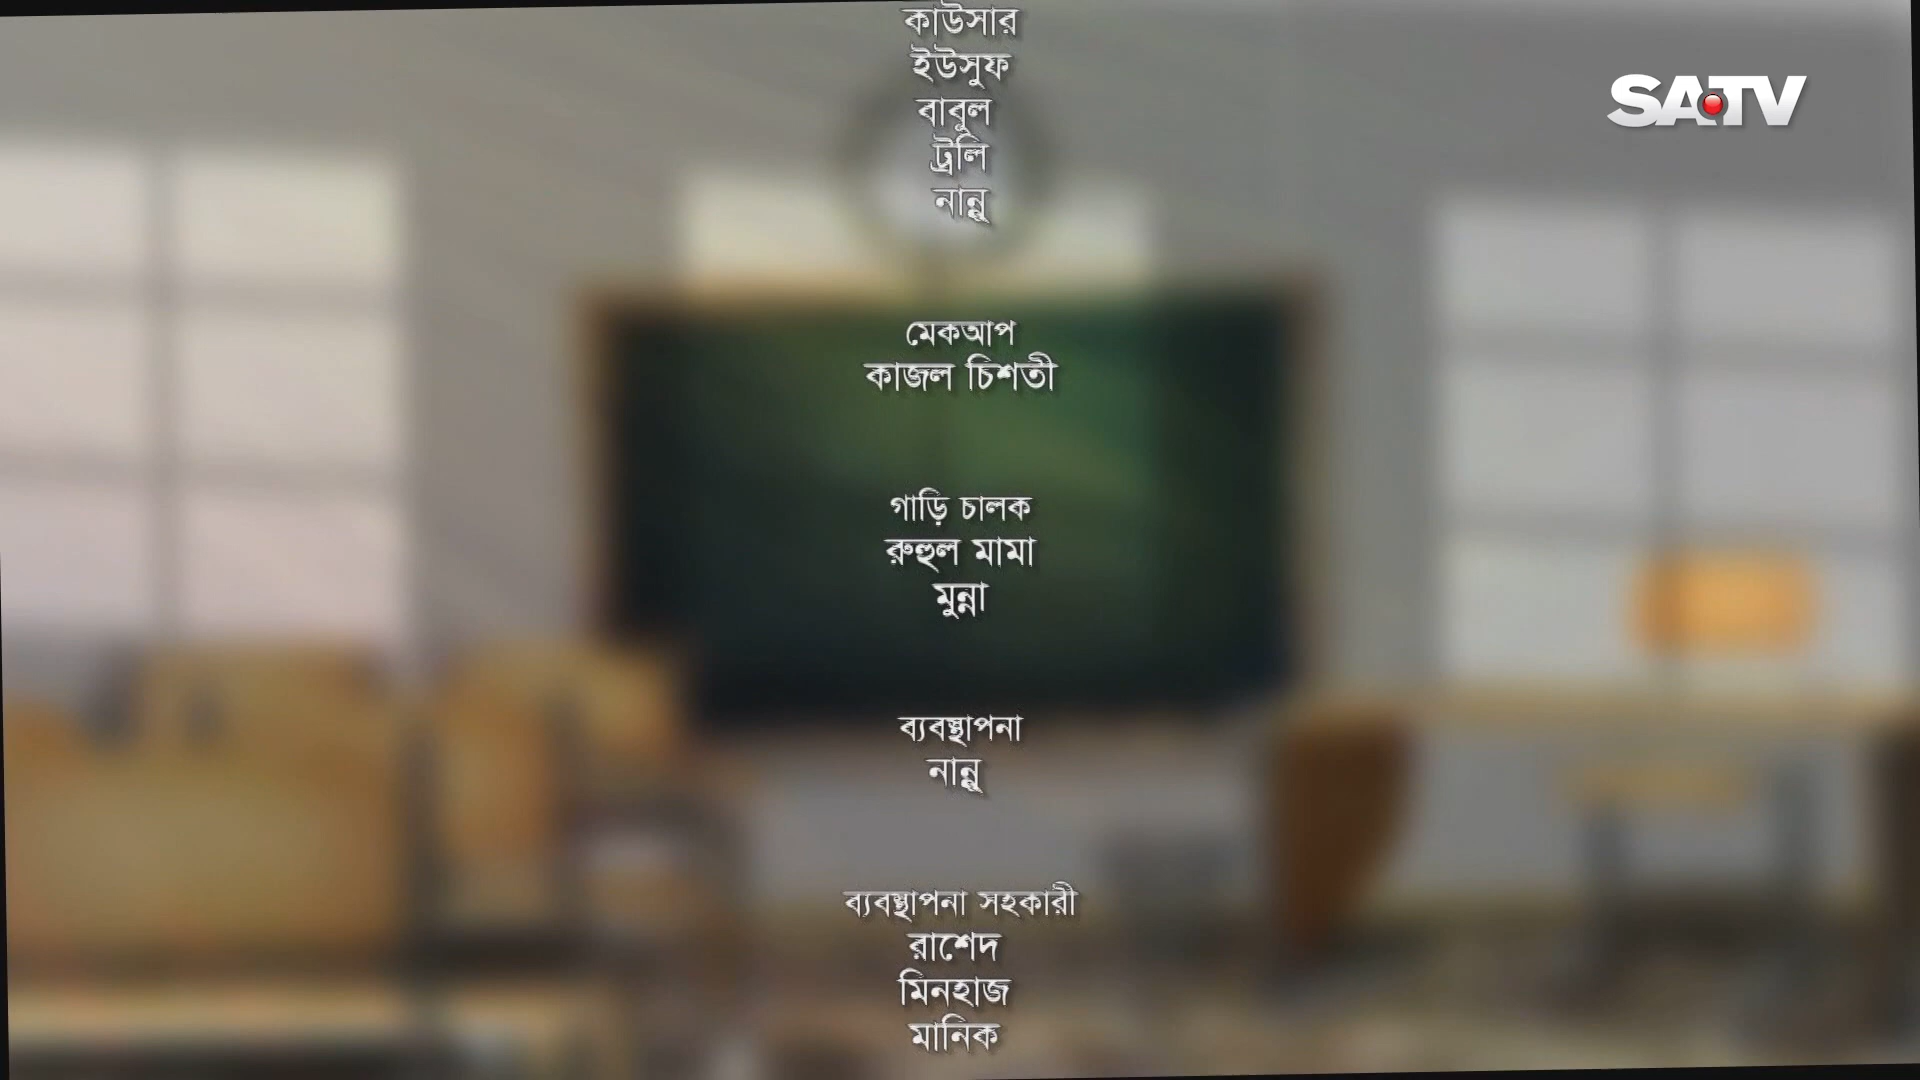 কাউসার
ইউসুফ
SATV
বাবুল
ট্রলি
নান্নু
মেকআপ
কাজল চিশতী
গাড়ি চালক
রুহুল মামা
মুন্না
ব্যবস্থাপনা
নান্নু
ব্যবস্থাপনা সহকারী
রাশেদ
মিনহাজ
মানিক